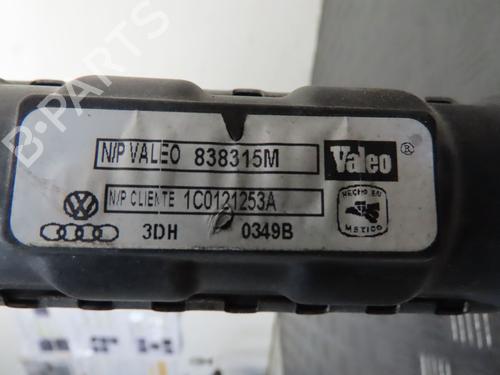 N/P VALEO 838315M
Valeo ®
N/P CLIENTE 1C0121253A
HECHO EN
MEXICO
3DH 0349B
B-PARTS